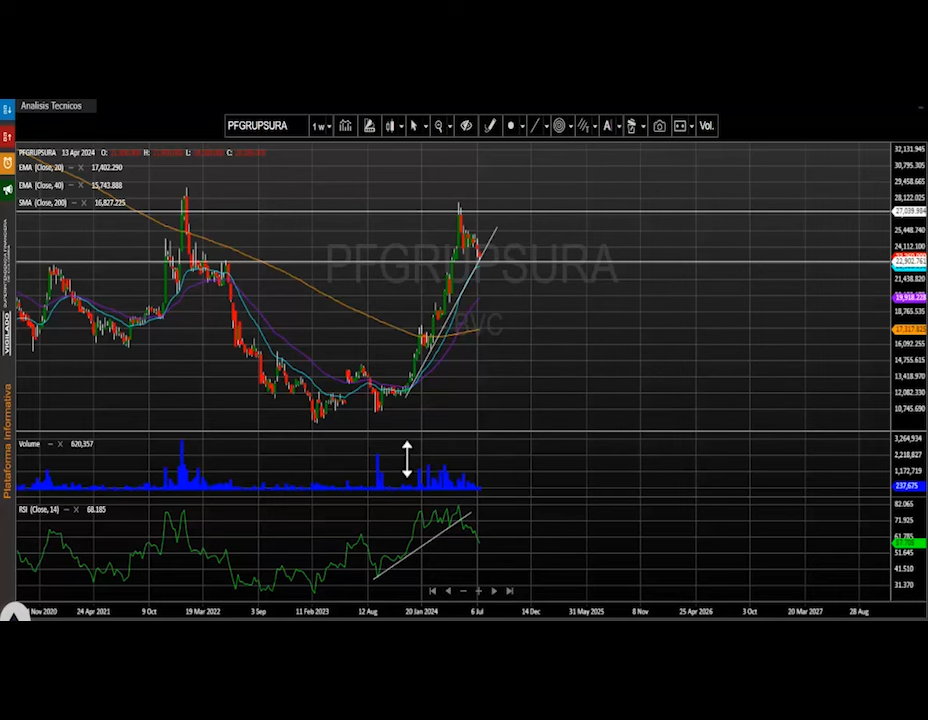 Analisis Tecnicos
PFGRUPSURA
1 w
A
Vol.
PFGRUPSURA 13 Apr 2024 O: H: L: C:
EMA (Close, 20) 17,402.290
EMA (Close, 40) 15,743.888
SMA (Close, 200) 16,827.225
PFGRUPSURA
BVC
32,131.945
30,795.305
29,458.665
28,122.025
27,039.984
25,448.740
24,112.100
21,438.820
19,918.228
18,765.535
16,092.255
14,755.615
13,418.970
12,082.330
10,745.690
Volume 620,357
3,264,934
2,218,827
1,172,719
237,675
RSI (Close, 14) 68.185
82.065
71.925
61.785
51.645
41.510
31.370
Nov 2020 24 Apr 2021 9 Oct 19 Mar 2022 3 Sep 11 Feb 2023 12 Aug 20 Jan 2024 6 Jul 14 Dec 31 May 2025 8 Nov 25 Apr 2026 3 Oct 20 Mar 2027 28 Aug
VIGILADO
Plataforma Informativa